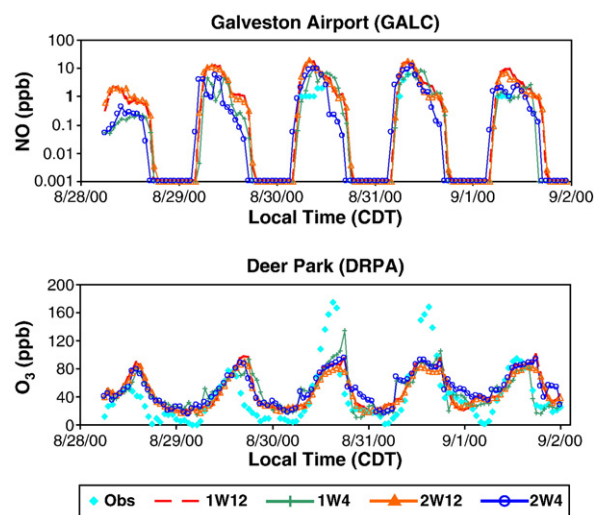 Galveston Airport (GALC)
NO (ppb)
100
10
1
0.1
0.01
0.001
8/28/00 8/29/00 8/30/00 8/31/00 9/1/00 9/2/00
Local Time (CDT)
Deer Park (DRPA)
O3 (ppb)
200
160
120
80
40
0
8/28/00 8/29/00 8/30/00 8/31/00 9/1/00 9/2/00
Local Time (CDT)
Obs 1W12 1W4 2W12 2W4